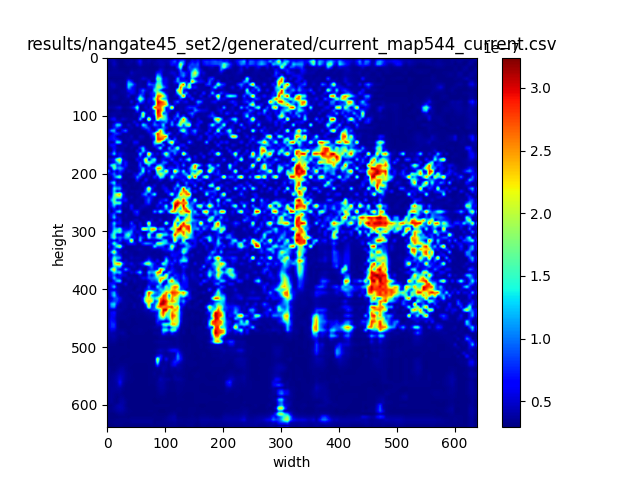 results/nangate45_set2/generated/current_map544_current.csv
1e−7
0
100
200
300
400
500
600
height
0 100 200 300 400 500 600
width
3.0
2.5
2.0
1.5
1.0
0.5